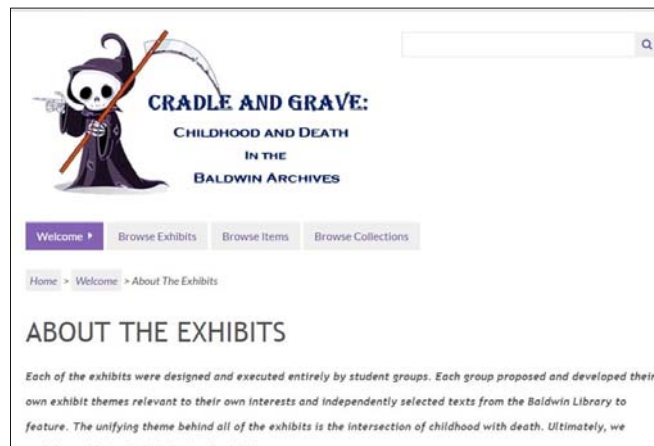 CRADLE AND GRAVE:
CHILDHOOD AND DEATH
IN THE
BALDWIN ARCHIVES
Welcome
Browse Exhibits Browse Items Browse Collections
Home > Welcome > About The Exhibits
ABOUT THE EXHIBITS
Each of the exhibits were designed and executed entirely by student groups. Each group proposed and developed their
own exhibit themes relevant to their own interests and independently selected texts from the Baldwin Library to
feature. The unifying theme behind all of the exhibits is the intersection of childhood with death. Ultimately, we